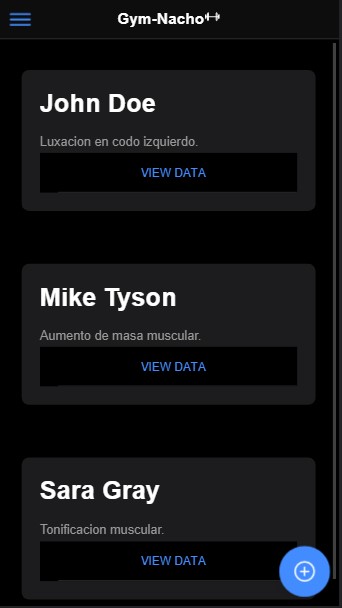 Gym-Nacho
John Doe
Luxacion en codo izquierdo.
VIEW DATA
Mike Tyson
Aumento de masa muscular.
VIEW DATA
Sara Gray
Tonificacion muscular.
VIEW DATA